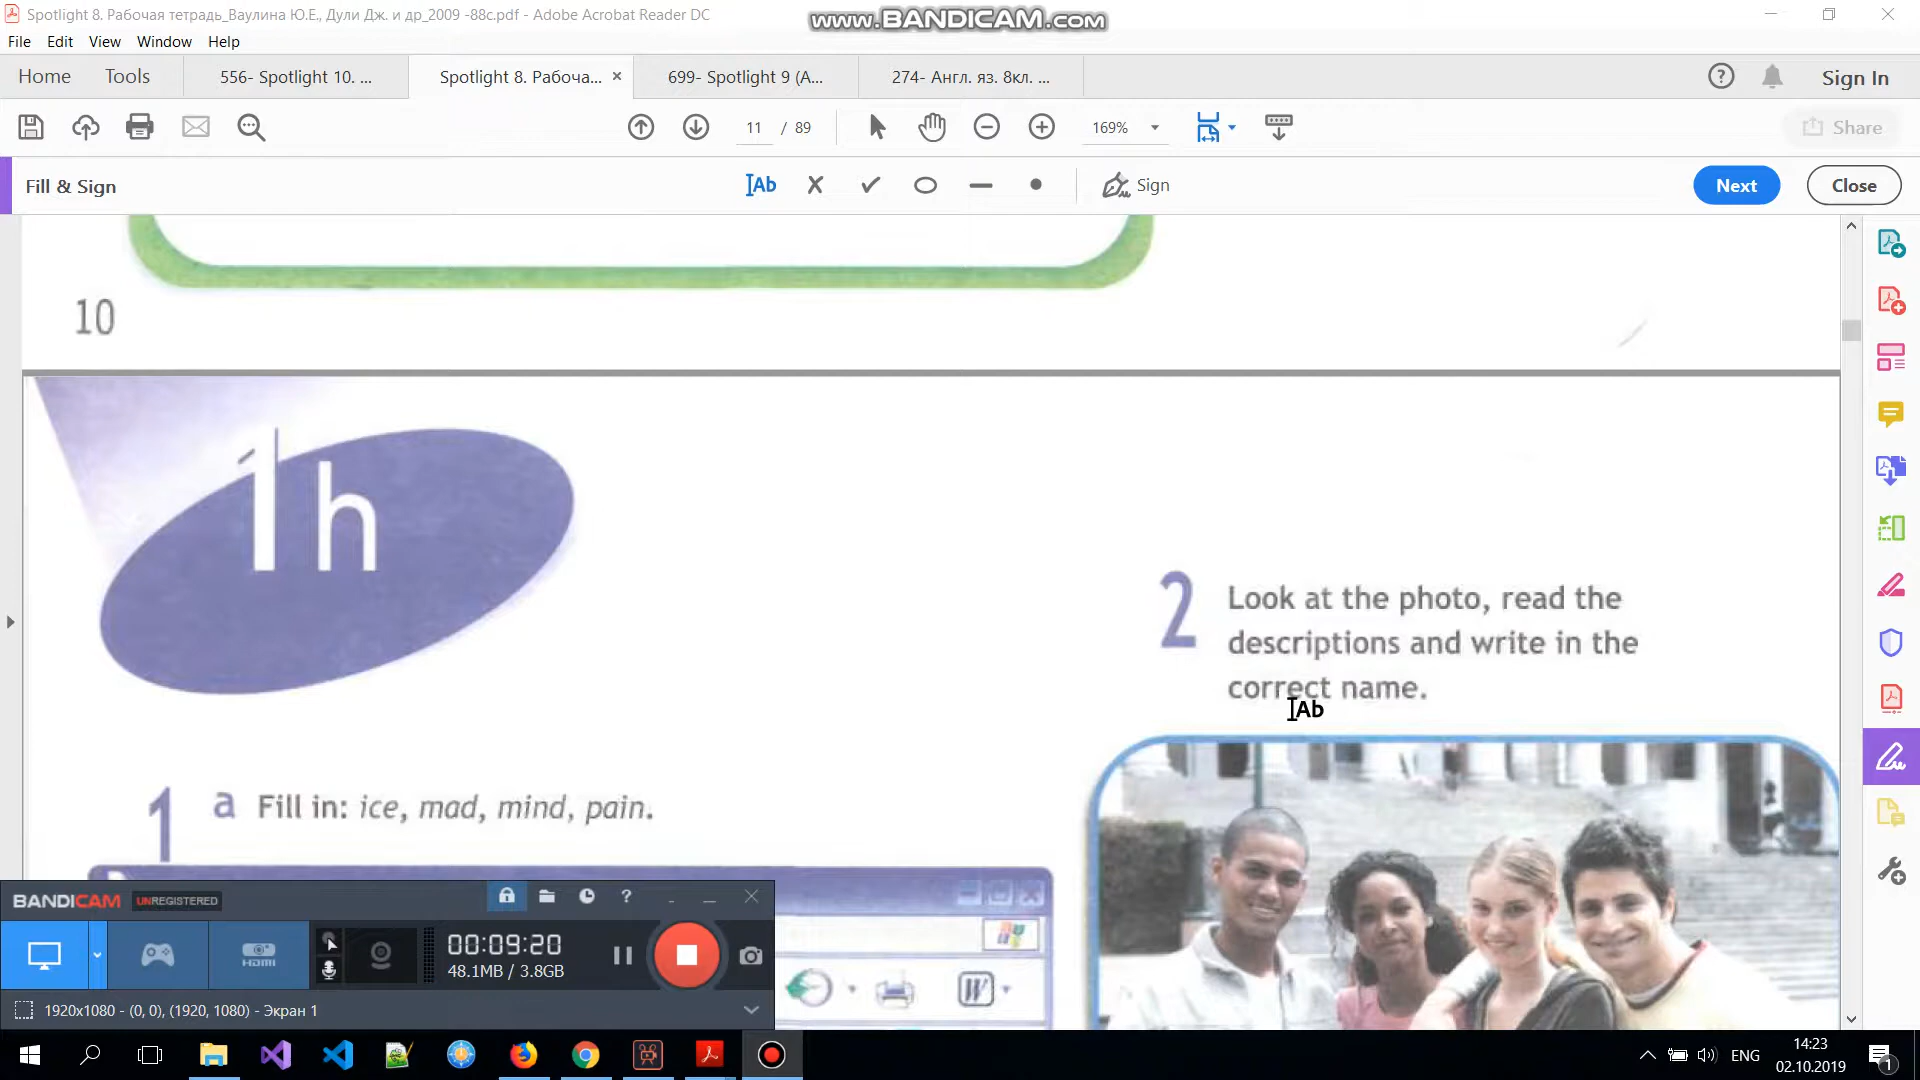 Spotlight 8. Рабочая тетрадь_Ваулина Ю.Е., Дули Дж. и др_2009 -88с.pdf - Adobe Acrobat Reader DC
www.BANDICAM.com
File Edit View Window Help
Home Tools 556- Spotlight 10. ... Spotlight 8. Рабоча... 699- Spotlight 9 (A... 274- Англ. яз. 8кл. ... Sign In
11 / 89 169% Share
Fill & Sign Ab Sign Next Close
10
1h
2 Look at the photo, read the
descriptions and write in the
correct name.
Ab
1 a Fill in: ice, mad, mind, pain.
BANDICAM UNREGISTERED
HDMI
00:09:20
48.1MB / 3.8GB
1920x1080 - (0, 0), (1920, 1080) - Экран 1
W
ENG
14:23
02.10.2019
1